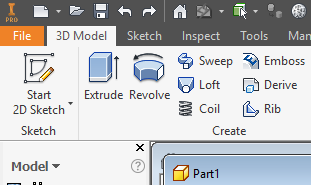 I
PRO
File 3D Model Sketch Inspect Tools
Start
2D Sketch
Sketch
Extrude Revolve
Sweep Emboss
Loft Derive
Coil Rib
Create
Model
Part1